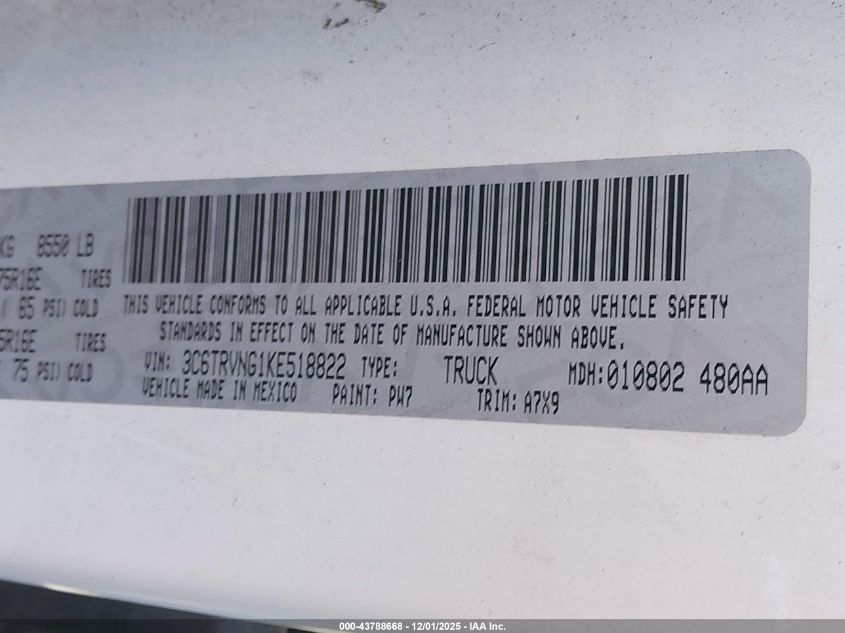 KG 8550 LB
75R16E TIRES
65 PSI) COLD
5R16E TIRES
75 PSI) COLD
THIS VEHICLE CONFORMS TO ALL APPLICABLE U.S.A. FEDERAL MOTOR VEHICLE SAFETY
STANDARDS IN EFFECT ON THE DATE OF MANUFACTURE SHOWN ABOVE.
VIN: 3C6TRVNG1KE518822 TYPE: TRUCK MDH:010802 480AA
VEHICLE MADE IN MEXICO PAINT: PW7 TRIM: A7X9
000-43788668 - 12/01/2025 - IAA Inc.